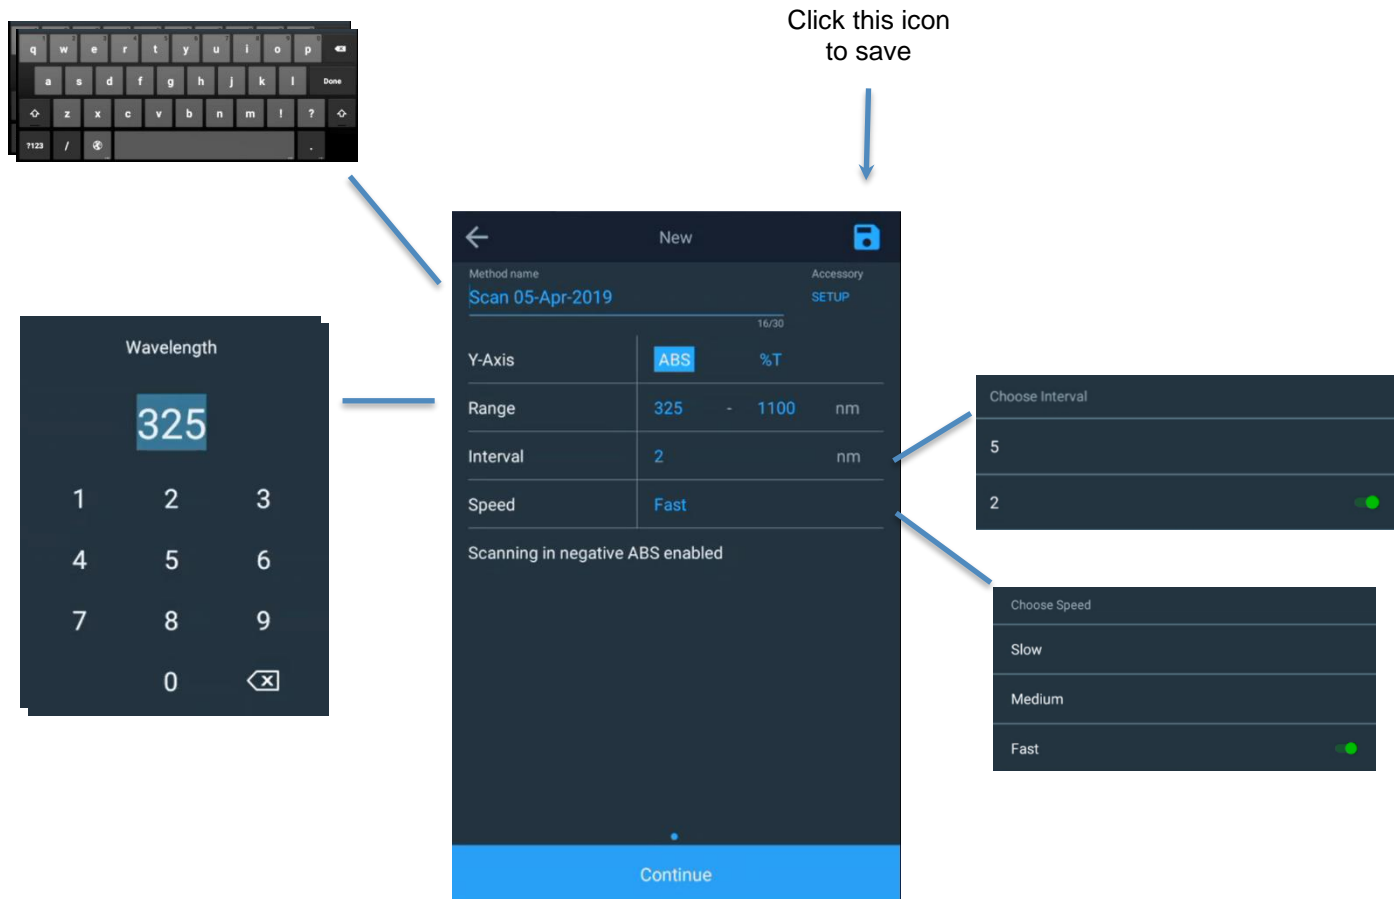 Click this icon
to save
q w e r t y u i o p
a s d f g h j k l Done
z x c v b n m ! ?
?123 / .
New
Method name
Accessory
Scan 05-Apr-2019
SETUP
16/30
Y-Axis ABS %T
Range 325 - 1100 nm
Interval 2 nm
Speed Fast
Scanning in negative ABS enabled
Continue
Wavelength
325
1 2 3
4 5 6
7 8 9
0
Choose Interval
5
2
Choose Speed
Slow
Medium
Fast